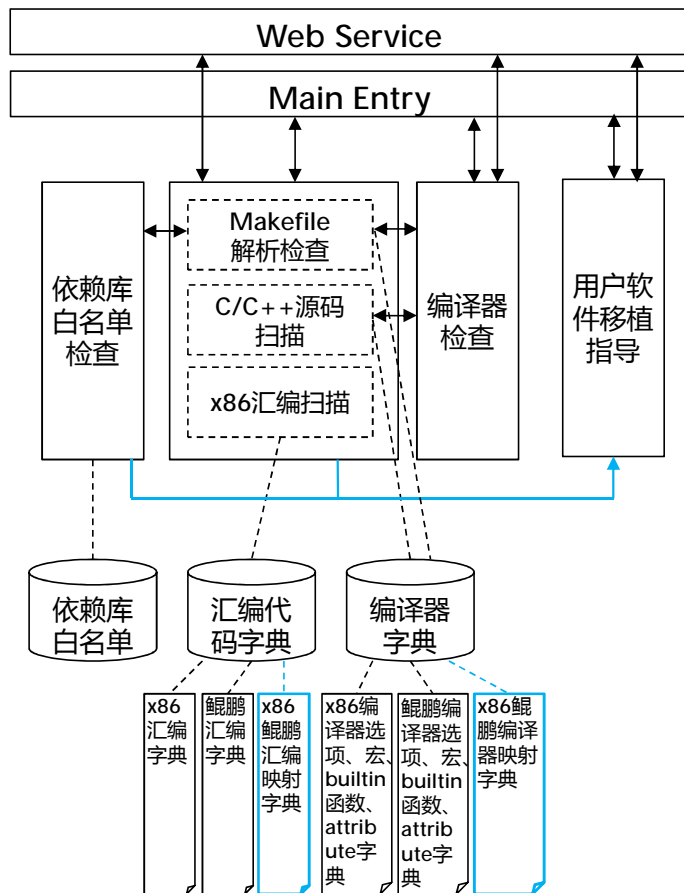 Web Service
Main Entry
依赖库
白名单
检查
Makefile
解析检查
C/C++源码
扫描
x86汇编扫描
编译器
检查
用户软
件移植
指导
依赖库
白名单
汇编代
码字典
编译器
字典
x86
汇编
字典
鲲鹏
汇编
字典
x86
鲲鹏
汇编
映射
字典
x86编
译器选
项、宏、
builtin
函数、
attrib
ute字
典
鲲鹏编
译器选
项、宏、
builtin
函数、
attrib
ute字
典
x86鲲
鹏编译
器映射
字典